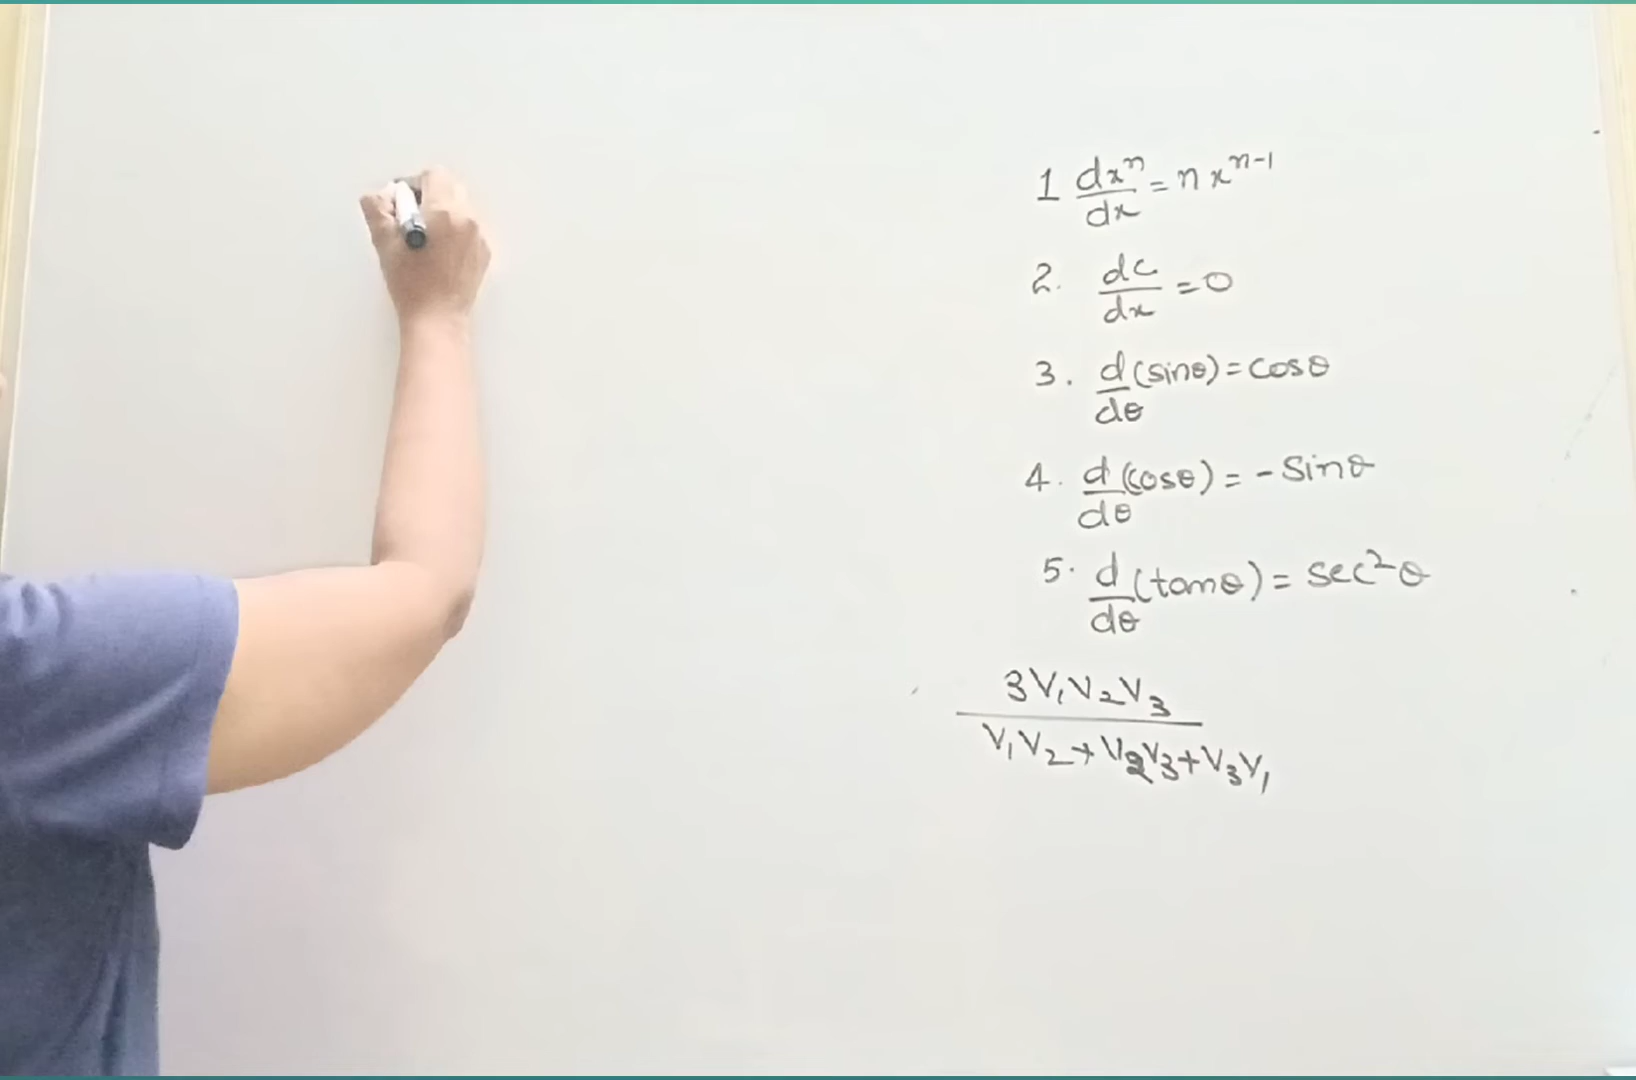 1 dxⁿ/dx = n xⁿ⁻¹
2. dc/dx = 0
3. d/dθ (sinθ) = cosθ
4. d/dθ (cosθ) = - Sinθ
5. d/dθ (tanθ) = sec²θ
3V₁V₂V₃ / V₁V₂ + V₂V₃ + V₃V₁